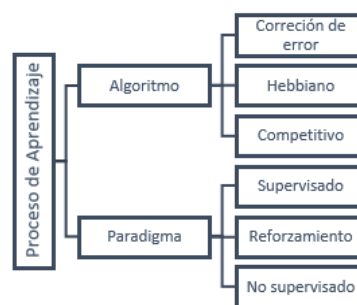 Proceso de Aprendizaje
Algoritmo
Correción de
error
Hebbiano
Competitivo
Paradigma
Supervisado
Reforzamiento
No supervisado